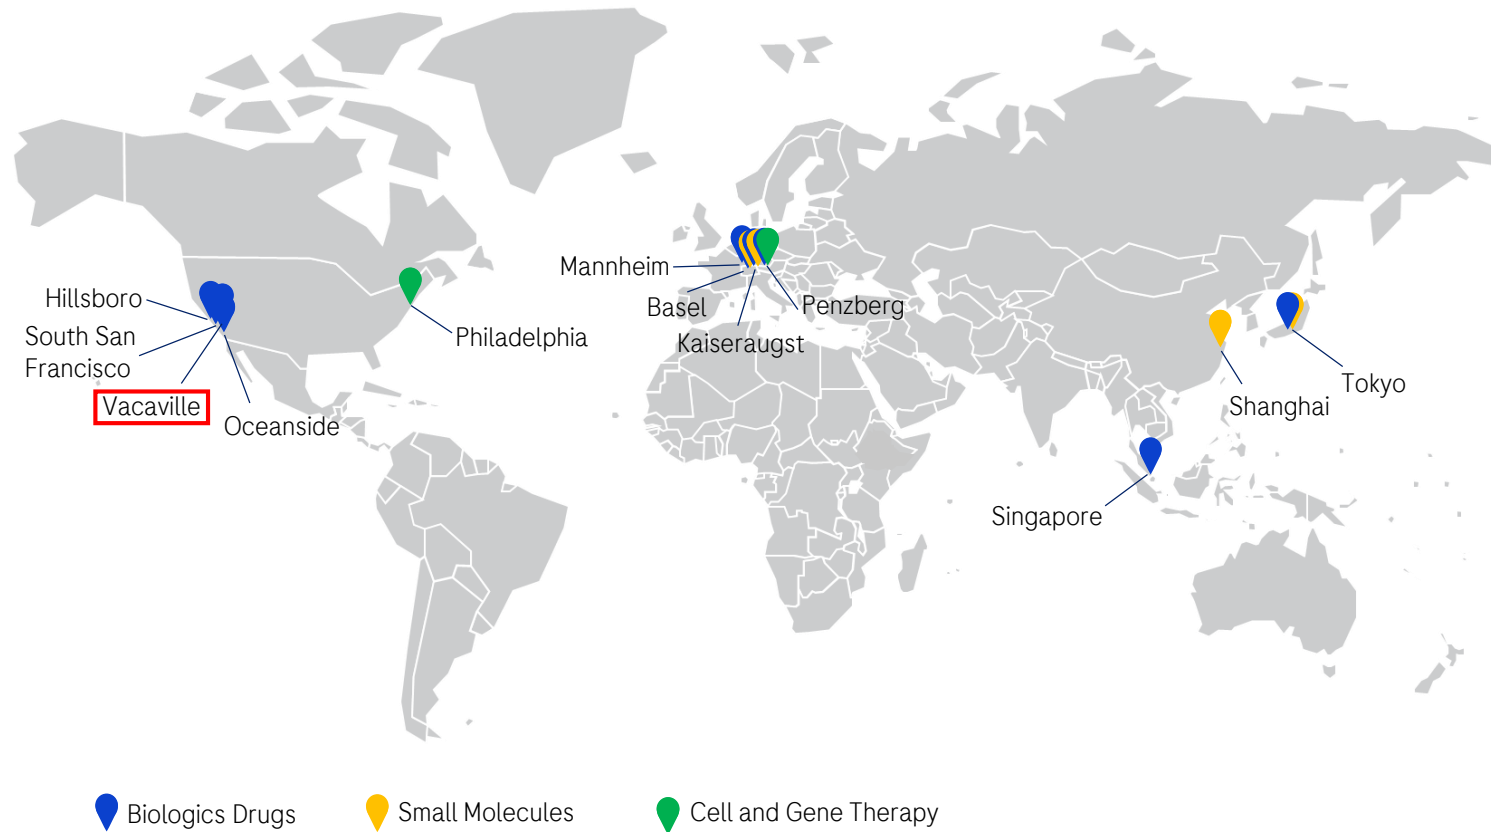 Hillsboro
South San
Francisco
Vacaville
Oceanside
Philadelphia
Mannheim
Basel
Kaiseraugst
Penzberg
Tokyo
Shanghai
Singapore
Biologics Drugs
Small Molecules
Cell and Gene Therapy